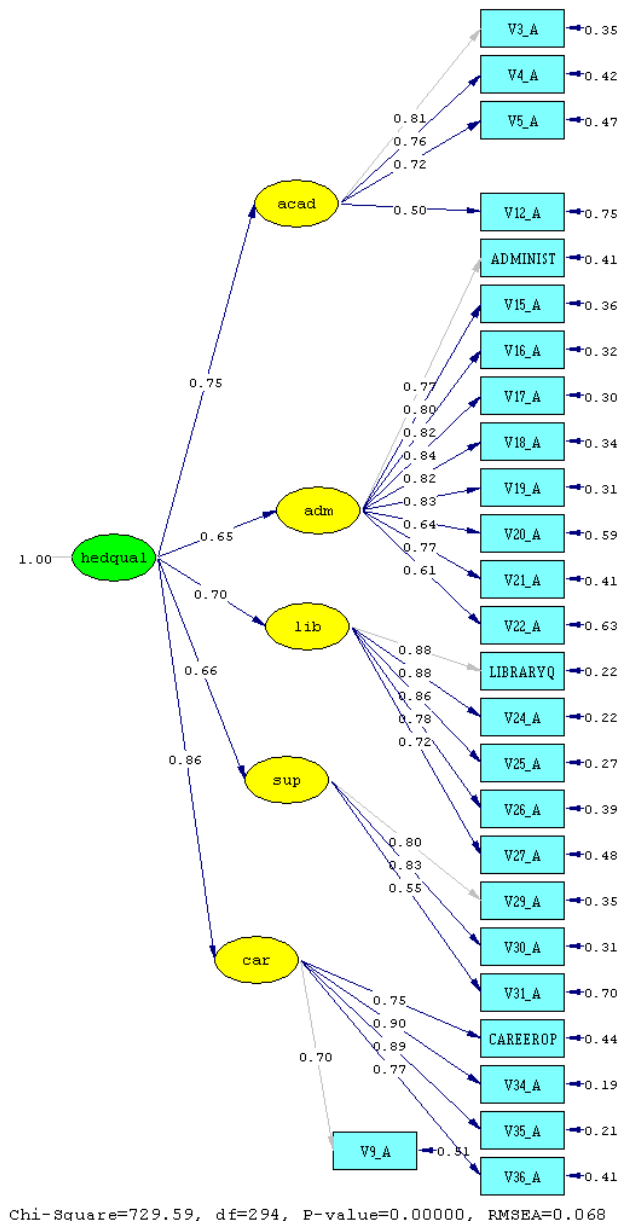 V3_A 0.35
V4_A 0.42
0.81
0.76
V5_A 0.47
0.72
acad 0.50 V12_A 0.75
ADMINIST 0.41
V15_A 0.36
V16_A 0.32
0.75
0.77
V17_A 0.30
0.80
0.82
V18_A 0.34
0.84
0.82
V19_A 0.31
0.83
adm
0.64
V20_A 0.59
0.65
0.77
1.00 hedqual
V21_A 0.41
0.61
0.70
lib
V22_A 0.63
0.88
LIBRARYQ 0.22
0.66
0.88
0.86
V24_A 0.22
0.78
0.72
0.86
V25_A 0.27
sup
V26_A 0.39
0.80
V27_A 0.48
0.83
0.55
V29_A 0.35
V30_A 0.31
car
V31_A 0.70
0.75
0.90
CAREEROP 0.44
0.89
0.70
0.77
V34_A 0.19
V35_A 0.21
V9_A 0.51
V36_A 0.41
Chi-Square=729.59, df=294, P-value=0.00000, RMSEA=0.068